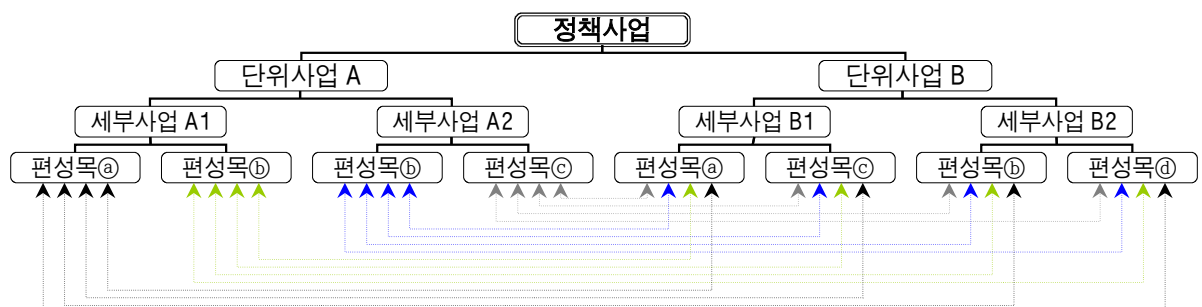 정책사업
단위사업 A 단위사업 B
세부사업 A1 세부사업 A2 세부사업 B1 세부사업 B2
편성목ⓐ 편성목ⓑ 편성목ⓑ 편성목ⓒ 편성목ⓐ 편성목ⓒ 편성목ⓑ 편성목ⓓ